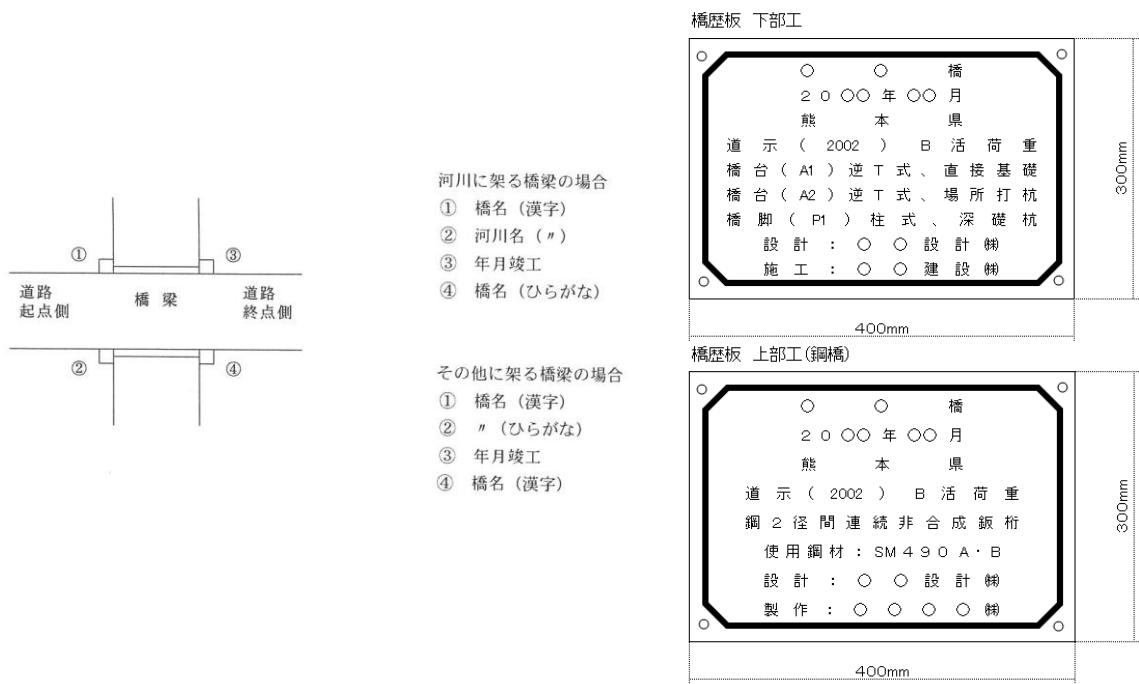 ①
③
道路
起点側
橋 梁
道路
終点側
②
④
河川に架る橋梁の場合
① 橋名（漢字）
② 河川名（〃）
③ 年月竣工
④ 橋名（ひらがな）
その他に架る橋梁の場合
① 橋名（漢字）
② 〃（ひらがな）
③ 年月竣工
④ 橋名（漢字）
橋歴板 下部工
○ ○ 橋
２０○○年○○月
熊 本 県
道 示 （ 2002 ） B 活 荷 重
橋 台（ A1 ）逆Ｔ式、直接基礎
橋 台（ A2 ）逆Ｔ式、場所打杭
橋 脚（ P1 ）柱式、深礎杭
設 計 ： ○ ○ 設 計 ㈱
施 工 ： ○ ○ 建 設 ㈱
300mm
400mm
橋歴板 上部工(鋼橋)
○ ○ 橋
２０○○年○○月
熊 本 県
道 示 （ 2002 ） B 活 荷 重
鋼２径間連続非合成鈑桁
使用鋼材：SM４９０A・B
設 計 ： ○ ○ 設 計 ㈱
製 作 ： ○ ○ ○ ○ ㈱
300mm
400mm